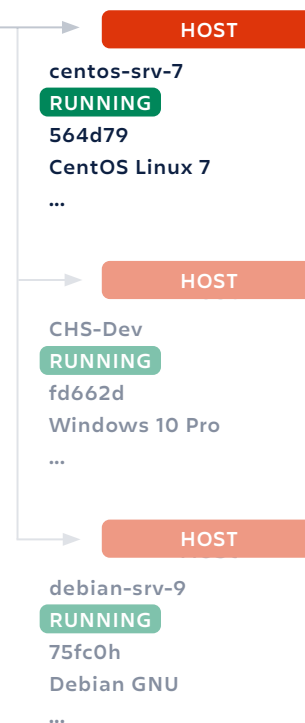 HOST
centos-srv-7
RUNNING
564d79
CentOS Linux 7
...
HOST
CHS-Dev
RUNNING
fd662d
Windows 10 Pro
...
HOST
debian-srv-9
RUNNING
75fc0h
Debian GNU
...